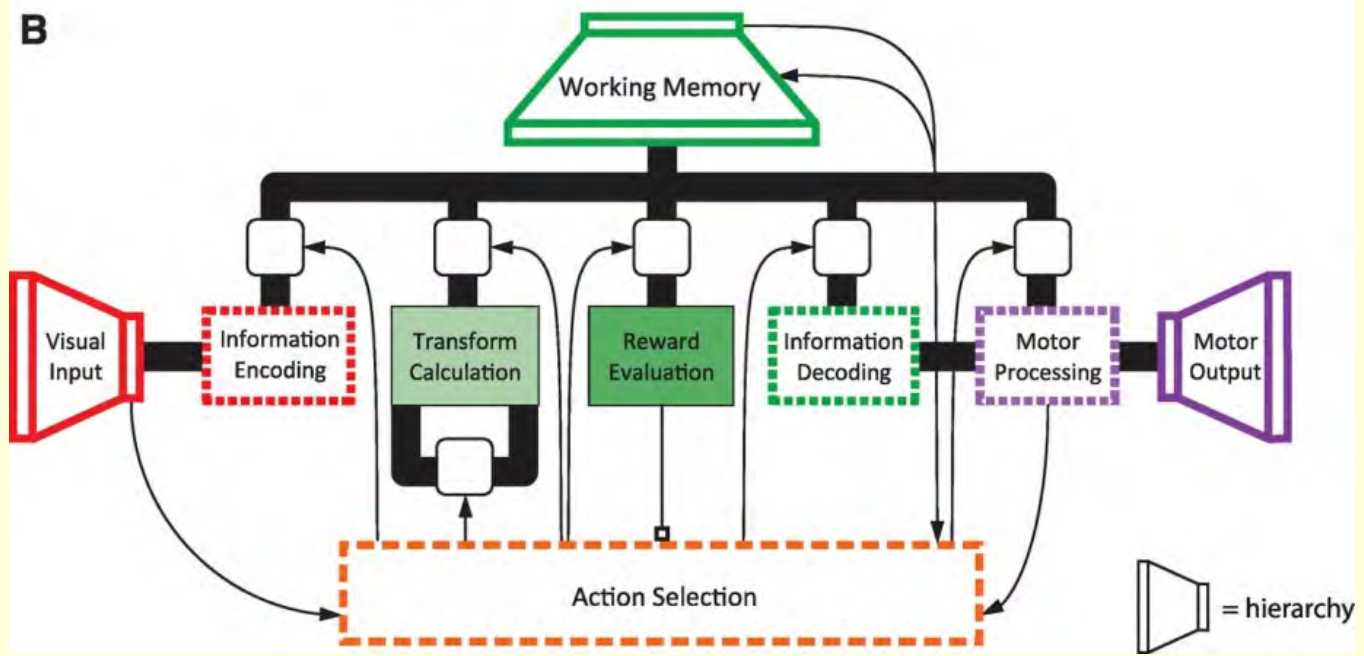 B
Working Memory
Visual
Input
Information
Encoding
Transform
Calculation
Reward
Evaluation
Information
Decoding
Motor
Processing
Motor
Output
Action Selection
= hierarchy